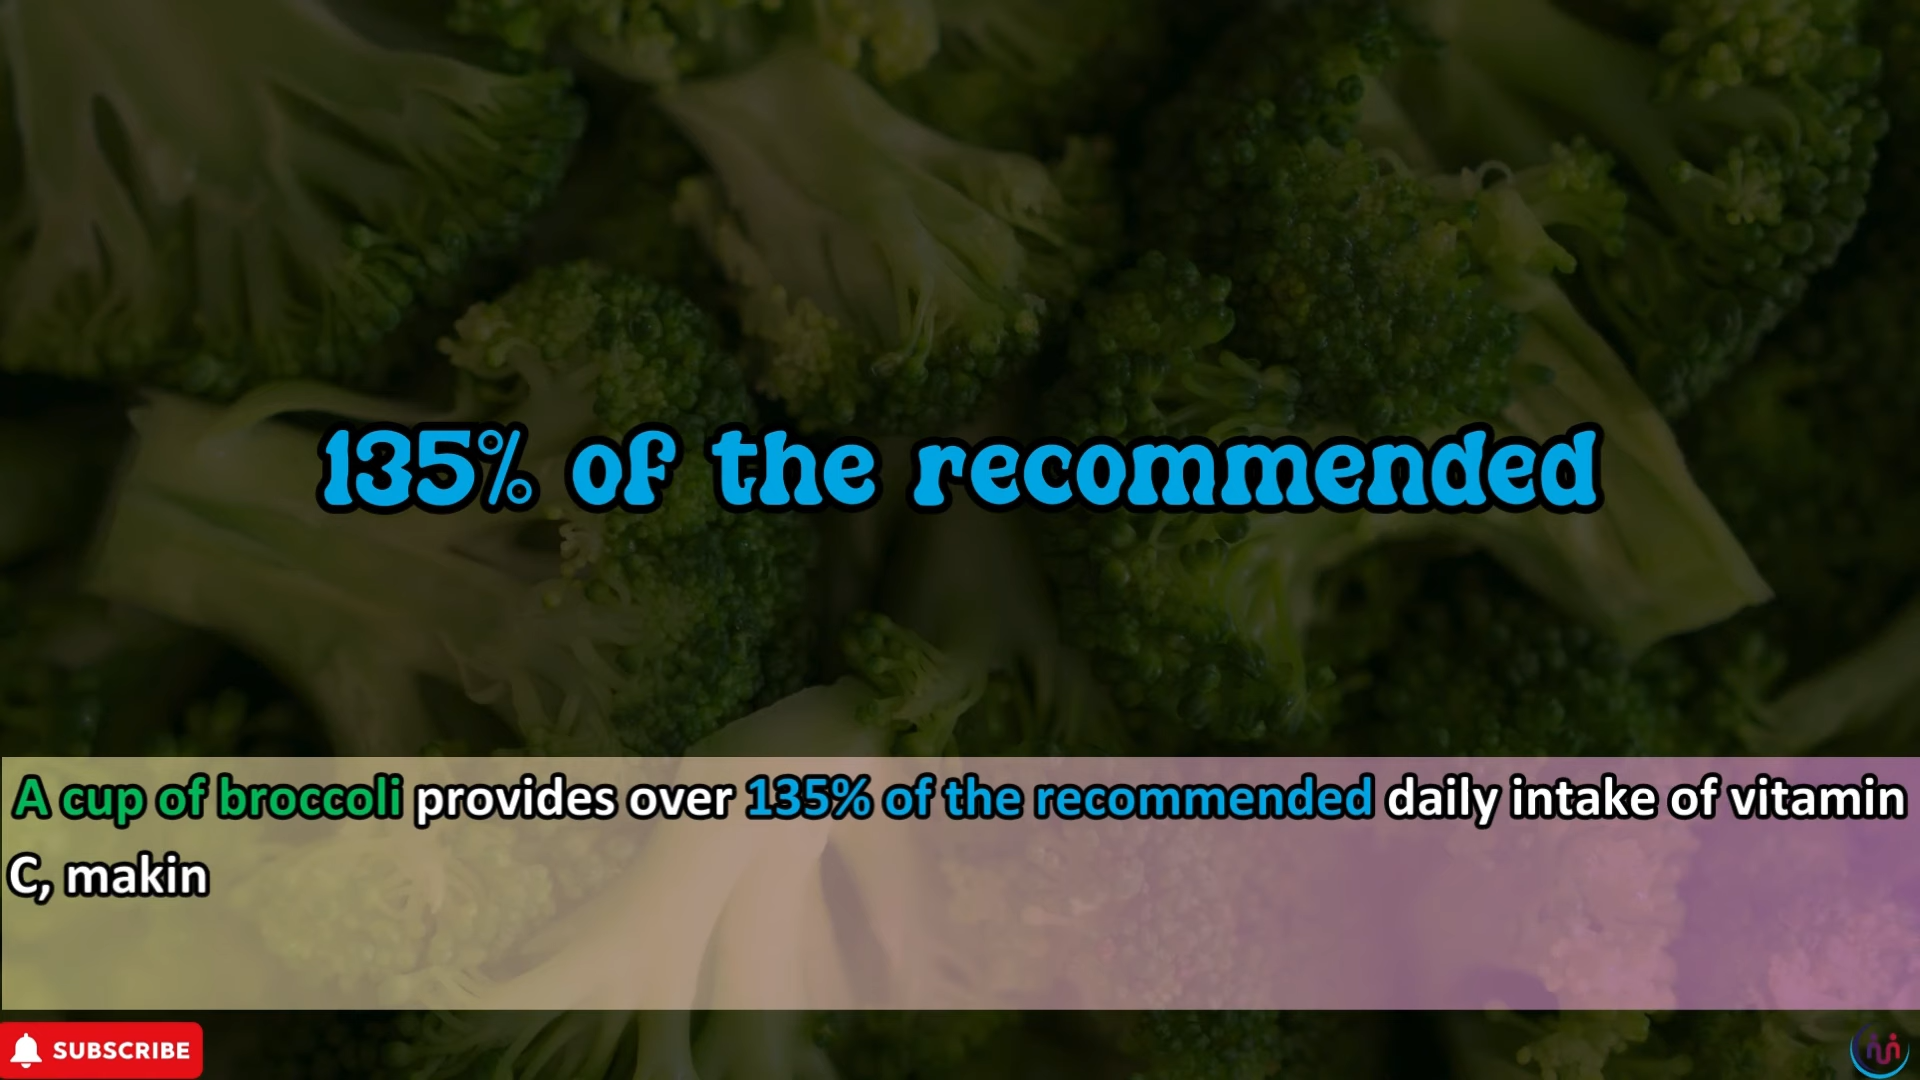 135% of the recommended
A cup of broccoli provides over 135% of the recommended daily intake of vitamin
C, makin
SUBSCRIBE